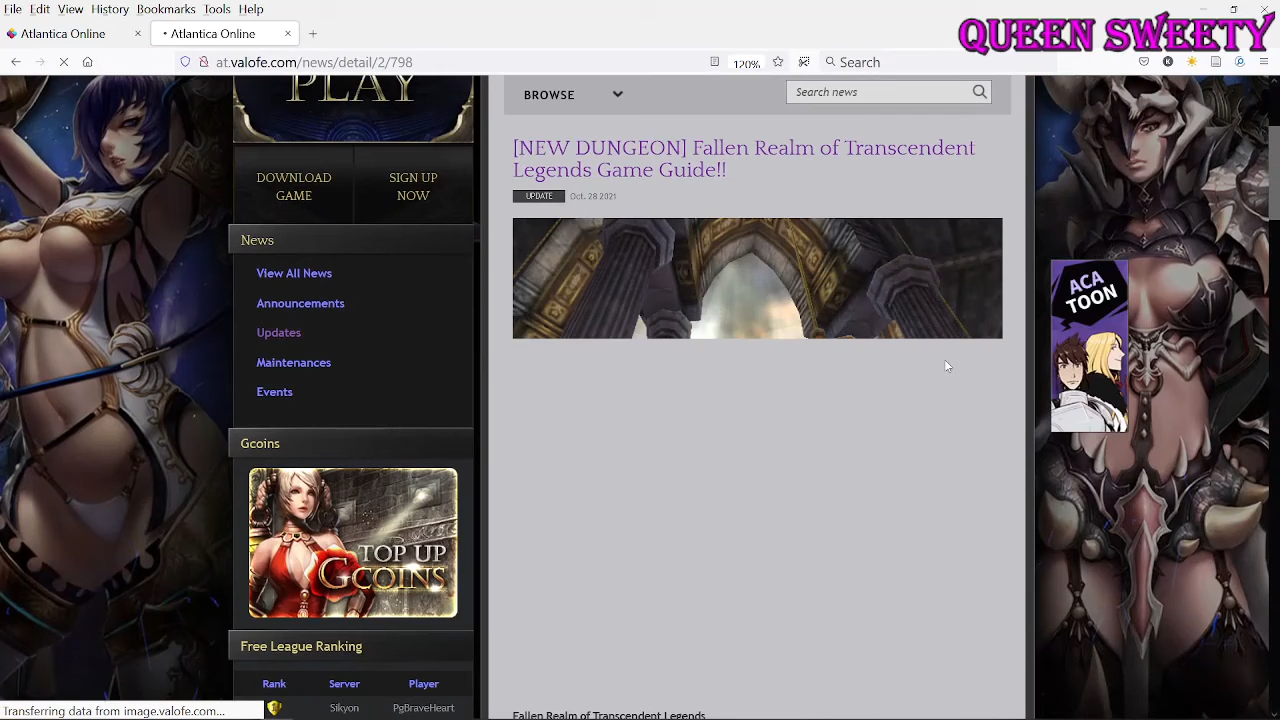 File Edit View History Bookmarks Tools Help
QUEEN SWEETY
Atlantica Online
Atlantica Online
at.valofe.com/news/detail/2/798
120%
Search
PLAY
BROWSE
Search news
DOWNLOAD GAME
SIGN UP NOW
[NEW DUNGEON] Fallen Realm of Transcendent
Legends Game Guide!!
UPDATE Oct. 28 2021
News
View All News
Announcements
Updates
Maintenances
Events
ACA
TOON
Gcoins
TOP UP
GCOINS
Free League Ranking
Rank Server Player
Sikyon PgBraveHeart
Transferring data from image.valofe.com...
Fallen Realm of Transcendent Legends